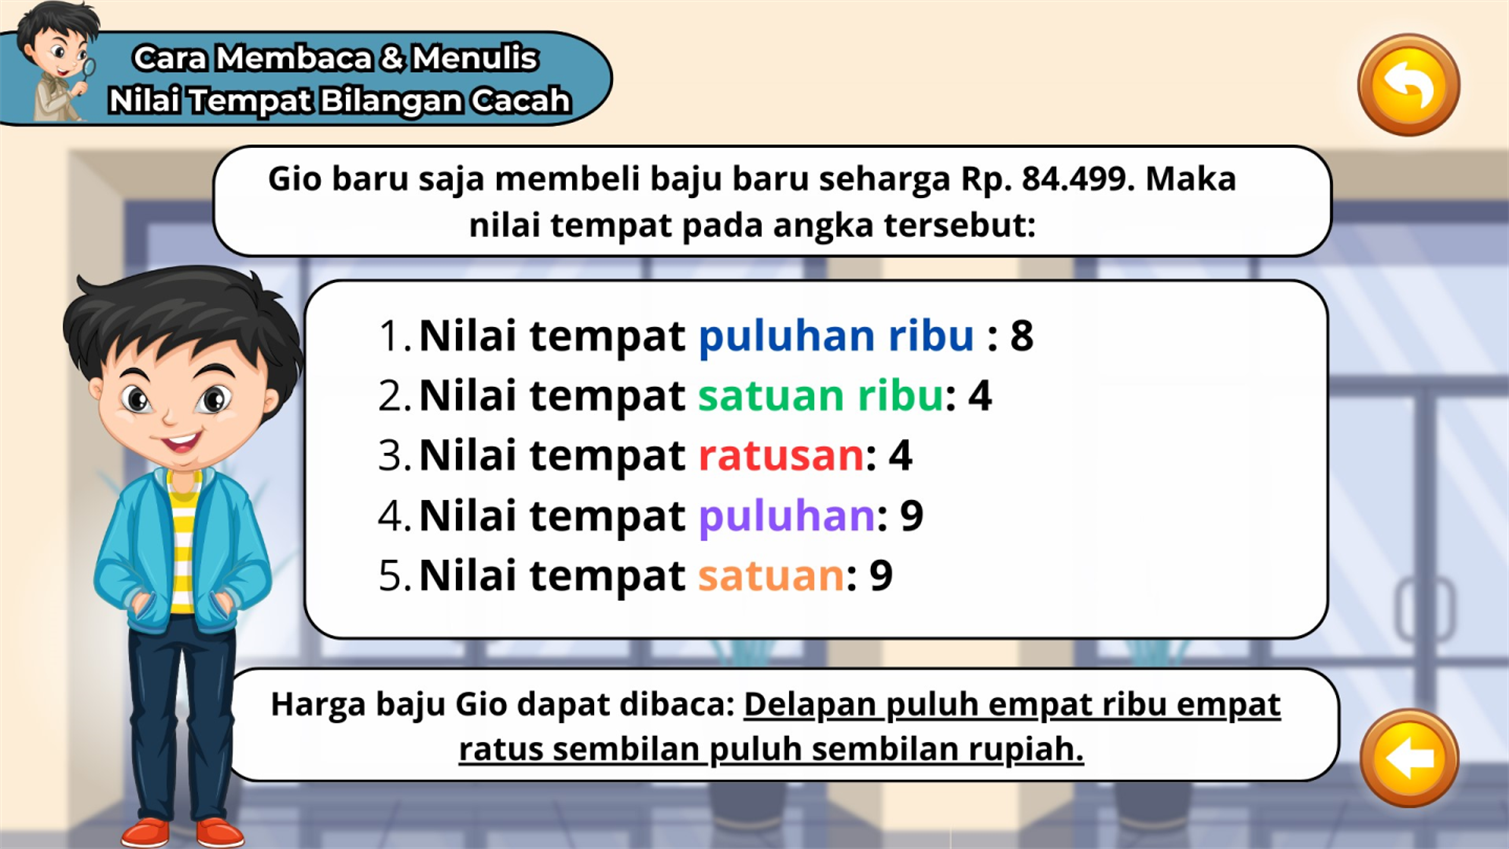 Cara Membaca & Menulis
Nilai Tempat Bilangan Cacah
Gio baru saja membeli baju baru seharga Rp. 84.499. Maka
nilai tempat pada angka tersebut:
1. Nilai tempat puluhan ribu : 8
2. Nilai tempat satuan ribu: 4
3. Nilai tempat ratusan: 4
4. Nilai tempat puluhan: 9
5. Nilai tempat satuan: 9
Harga baju Gio dapat dibaca: Delapan puluh empat ribu empat
ratus sembilan puluh sembilan rupiah.